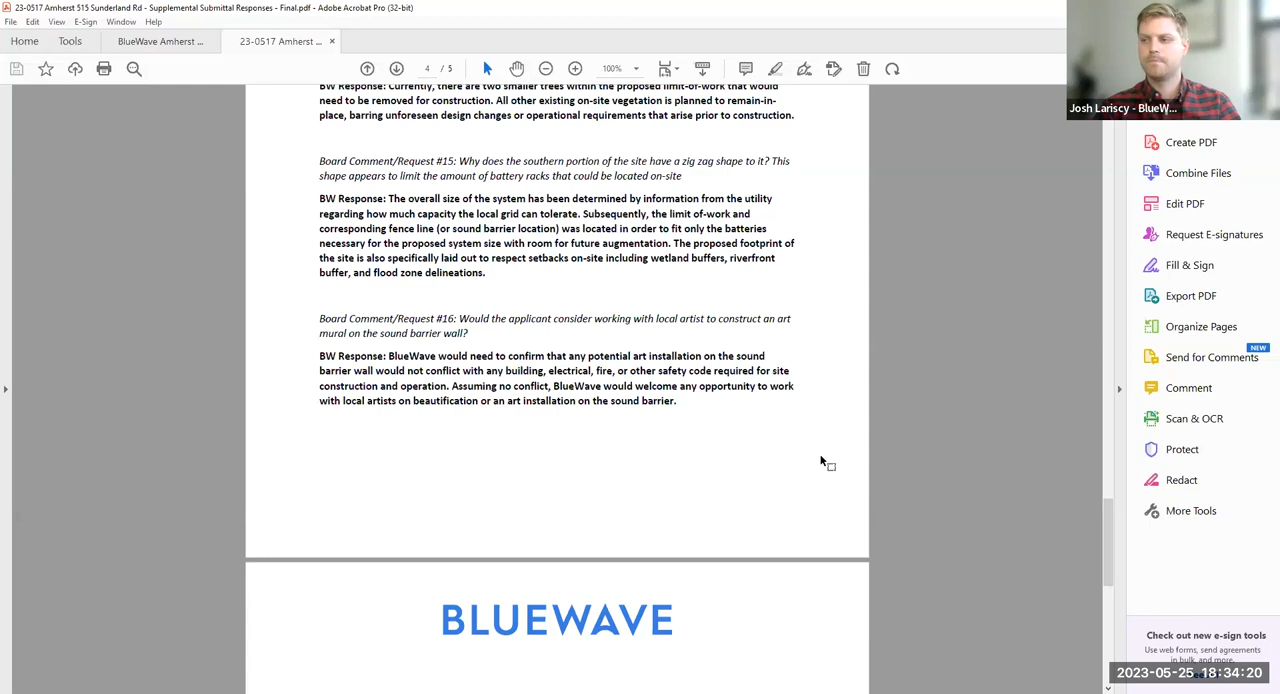 23-0517 Amherst 515 Sunderland Rd - Supplemental Submittal Responses - Final.pdf - Adobe Acrobat Pro (32-bit)
File Edit View E-Sign Window Help
Home Tools BlueWave Amherst ... 23-0517 Amherst ... ×
4 / 5 100%
Josh Lariscy - BlueW...
BW Response: Currently, there are two smaller trees within the proposed limit-of-work that would
need to be removed for construction. All other existing on-site vegetation is planned to remain-in-
place, barring unforeseen design changes or operational requirements that arise prior to construction.
Board Comment/Request #15: Why does the southern portion of the site have a zig zag shape to it? This
shape appears to limit the amount of battery racks that could be located on-site
BW Response: The overall size of the system has been determined by information from the utility
regarding how much capacity the local grid can tolerate. Subsequently, the limit of-work and
corresponding fence line (or sound barrier location) was located in order to fit only the batteries
necessary for the proposed system size with room for future augmentation. The proposed footprint of
the site is also specifically laid out to respect setbacks on-site including wetland buffers, riverfront
buffer, and flood zone delineations.
Board Comment/Request #16: Would the applicant consider working with local artist to construct an art
mural on the sound barrier wall?
BW Response: BlueWave would need to confirm that any potential art installation on the sound
barrier wall would not conflict with any building, electrical, fire, or other safety code required for site
construction and operation. Assuming no conflict, BlueWave would welcome any opportunity to work
with local artists on beautification or an art installation on the sound barrier.
BLUEWAVE
Create PDF
Combine Files
Edit PDF
Request E-signatures
Fill & Sign
Export PDF
Organize Pages
NEW
Send for Comments
Comment
Scan & OCR
Protect
Redact
More Tools
Check out new e-sign tools
Use web forms, send agreements
in bulk, and more.
2023-05-25 18:34:20